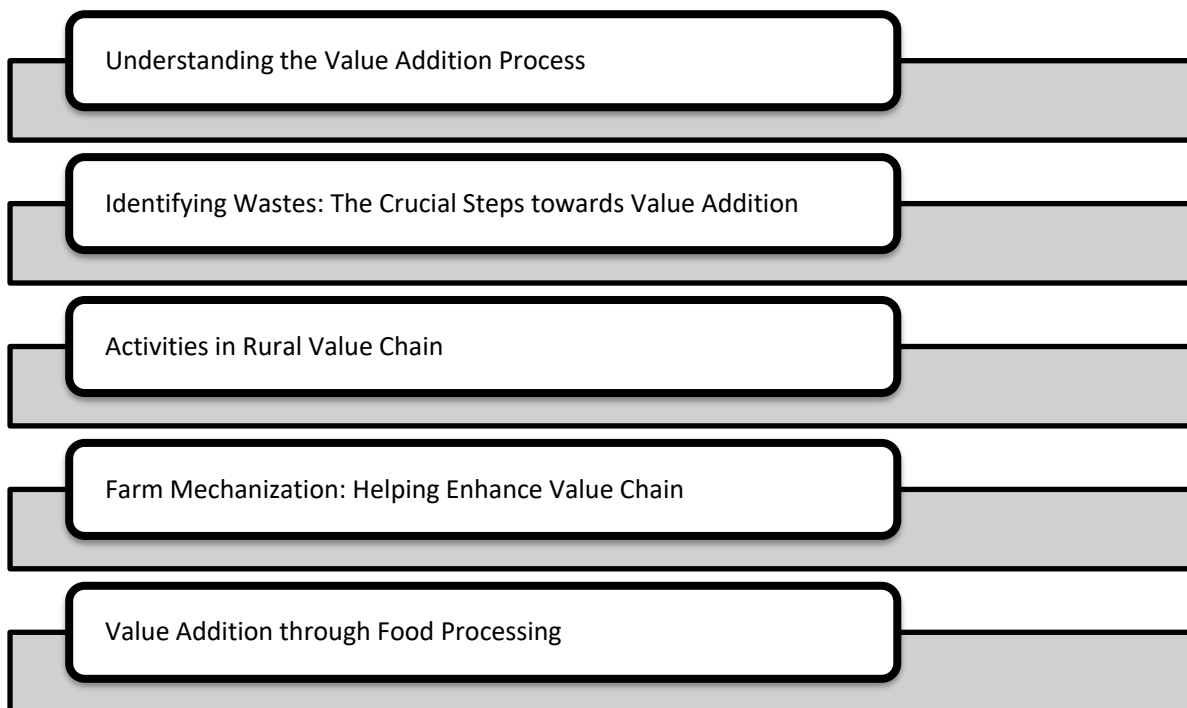 Understanding the Value Addition Process
Identifying Wastes: The Crucial Steps towards Value Addition
Activities in Rural Value Chain
Farm Mechanization: Helping Enhance Value Chain
Value Addition through Food Processing